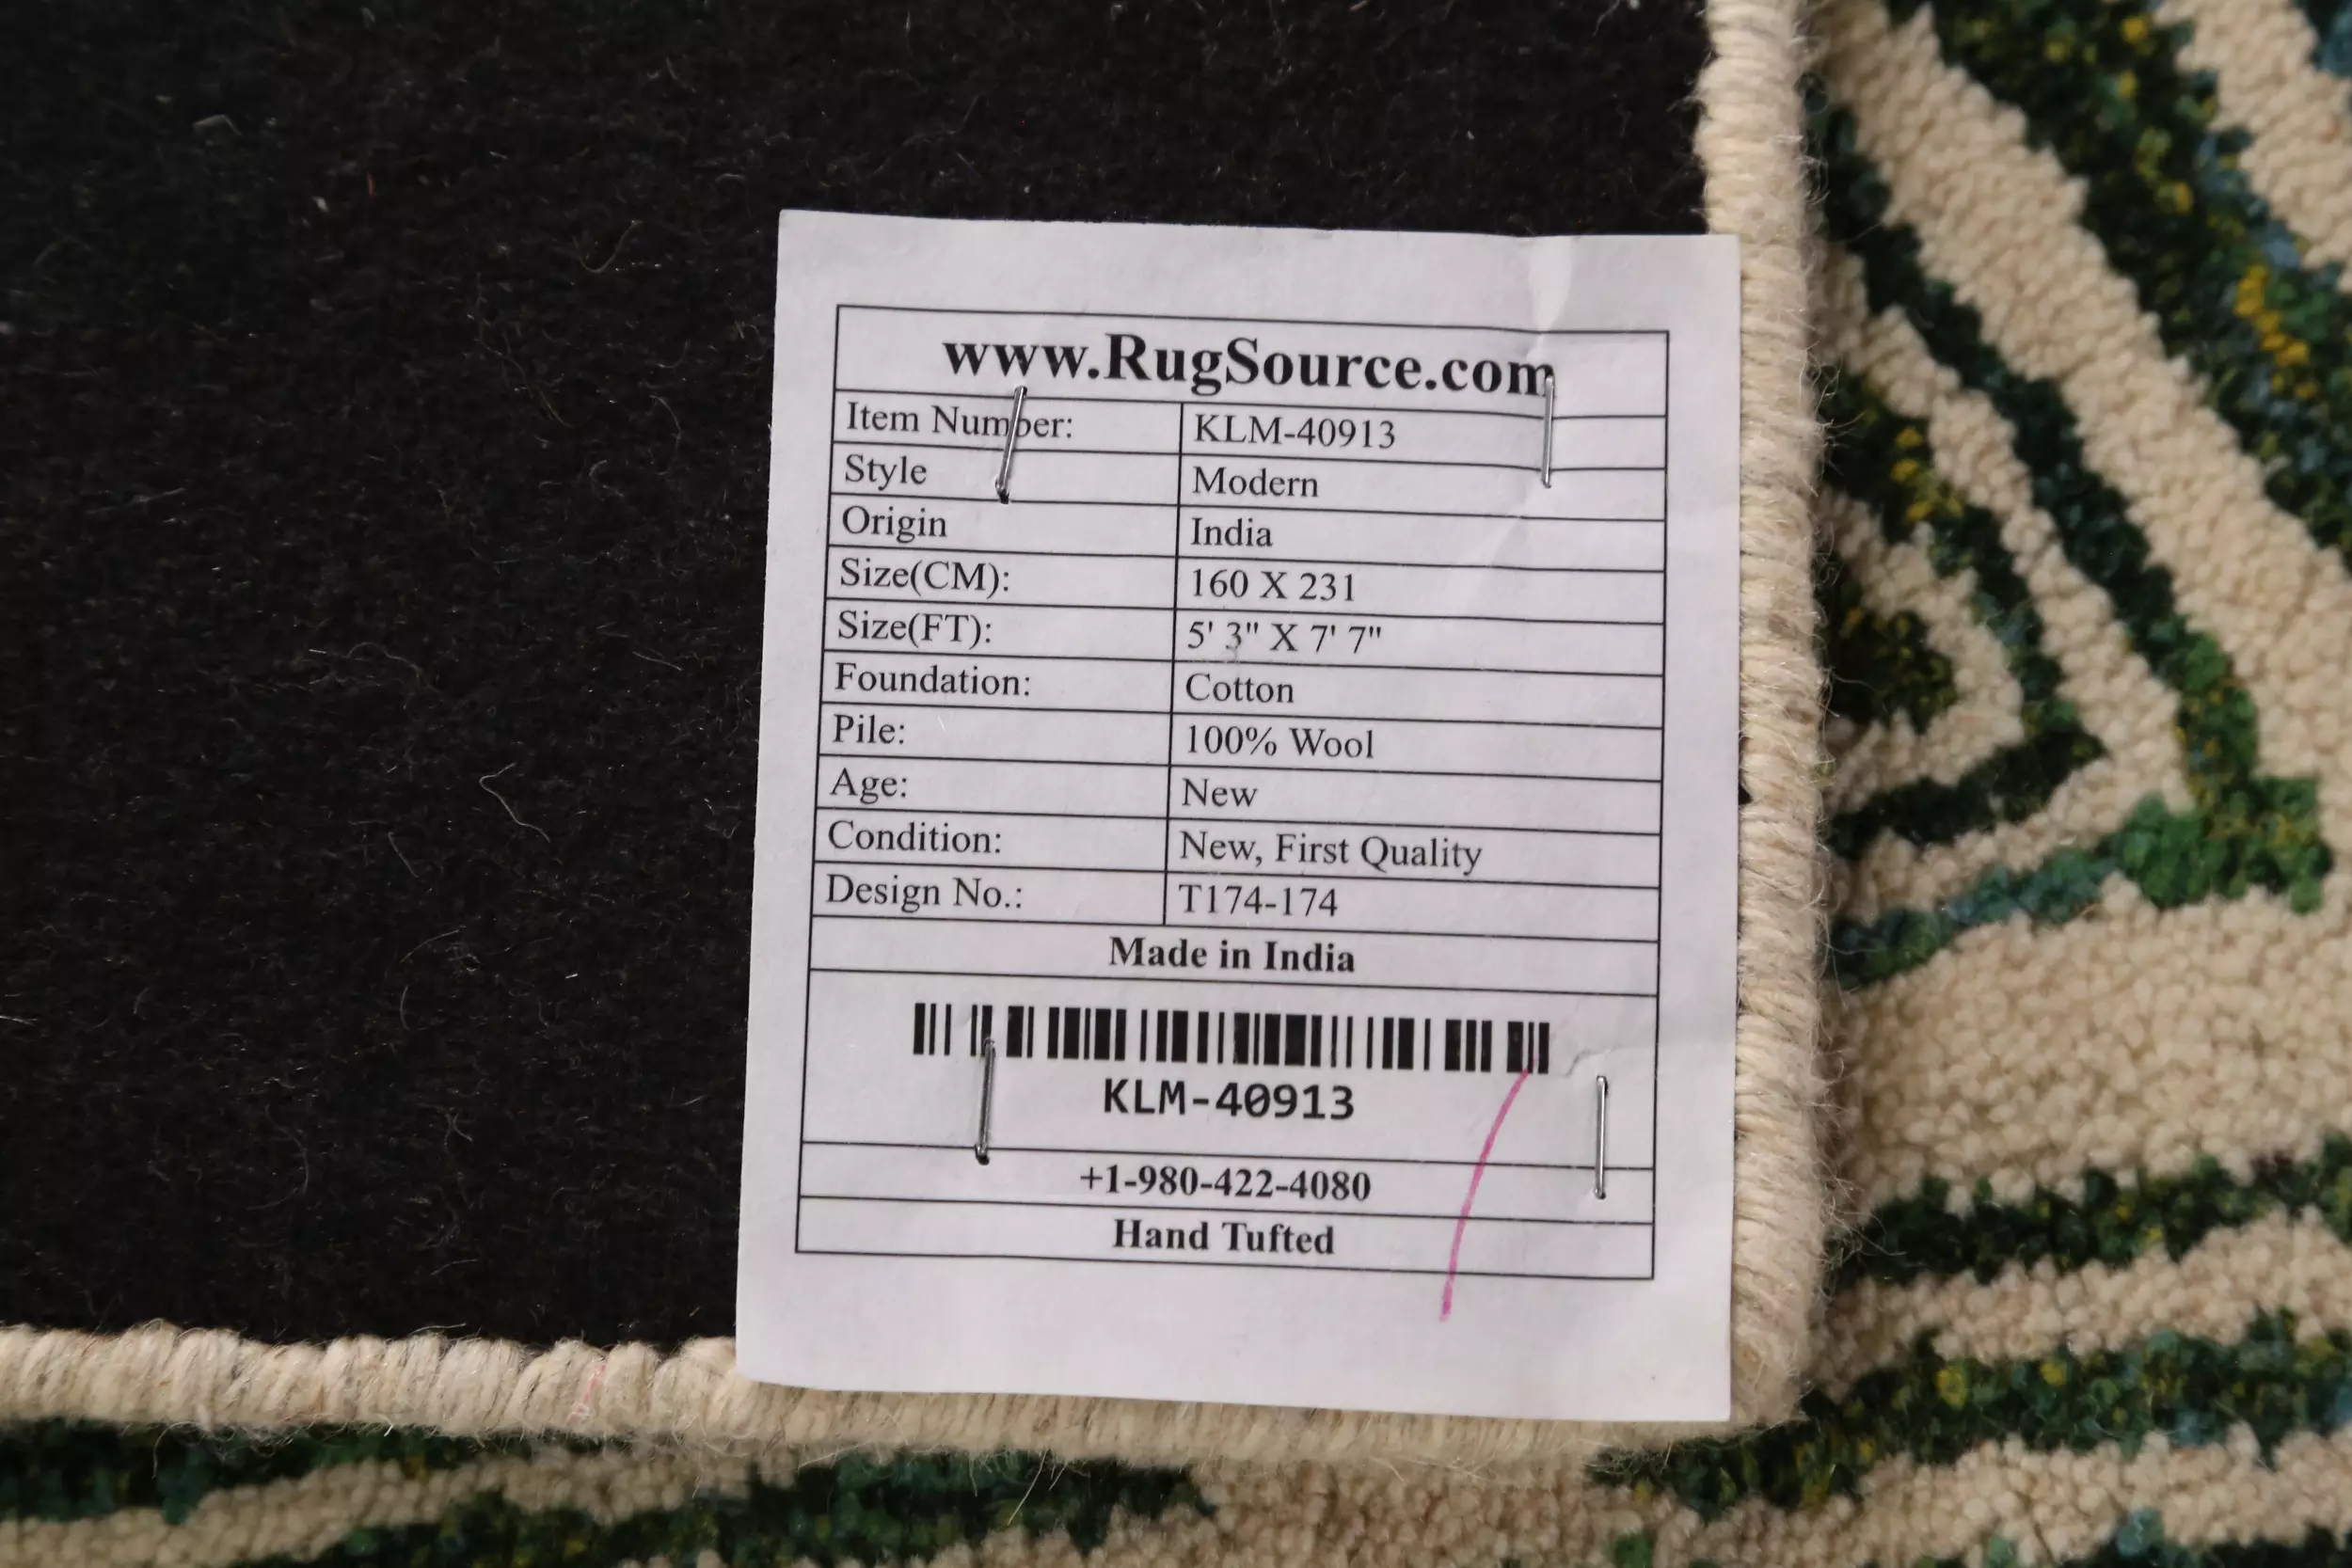 www.RugSource.com
Item Number: KLM-40913
Style Modern
Origin India
Size(CM): 160 X 231
Size(FT): 5' 3" X 7' 7"
Foundation: Cotton
Pile: 100% Wool
Age: New
Condition: New, First Quality
Design No.: T174-174
Made in India
KLM-40913
+1-980-422-4080
Hand Tufted